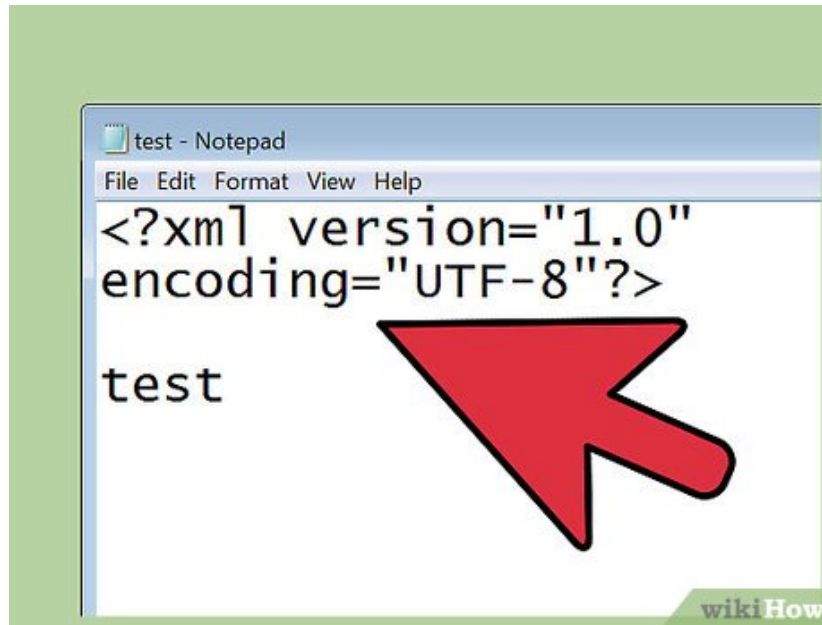 test - Notepad
File Edit Format View Help
<?xml version="1.0"
encoding="UTF-8"?>
test
wikiHow